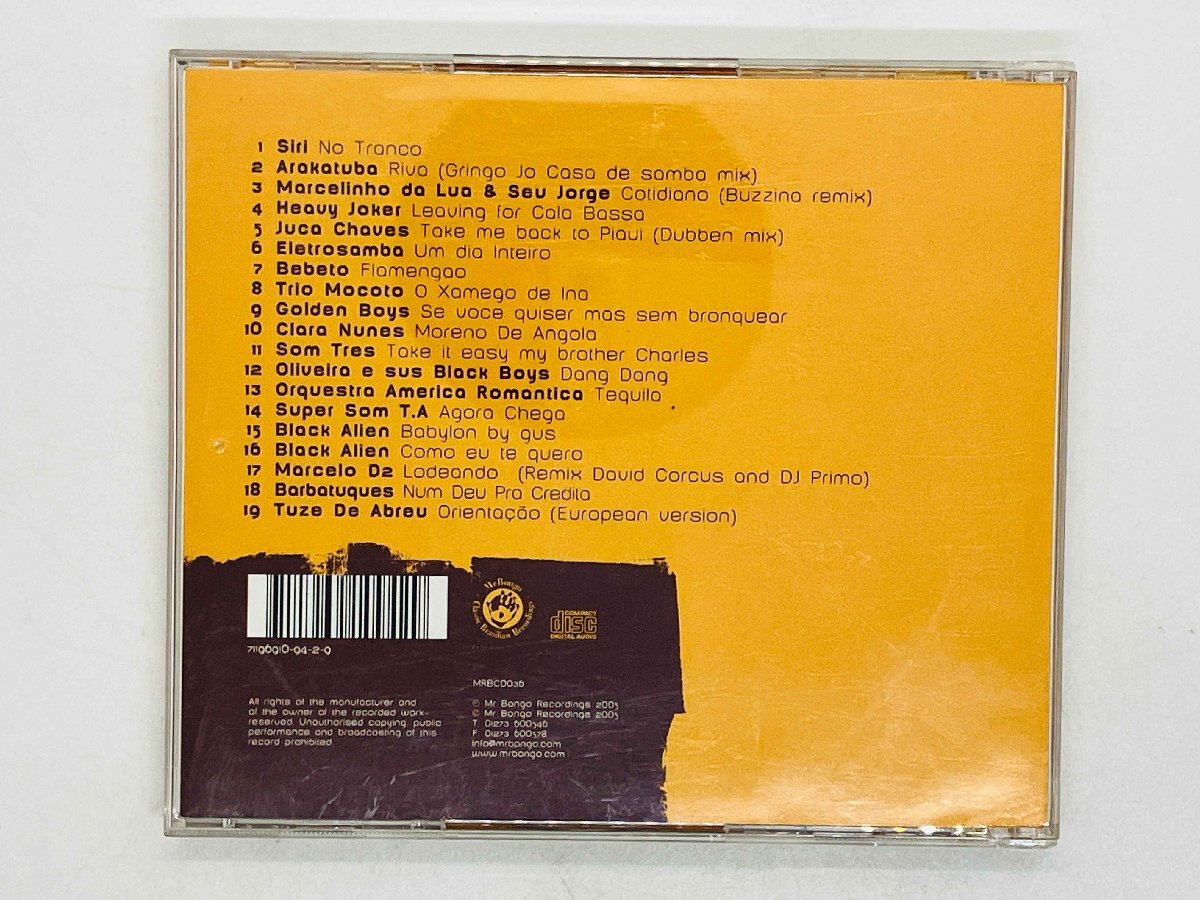 1 Siri No Tranco
2 Arakatuba Riva (Gringo Jo Casa de samba mix)
3 Marcelinho da Lua & Seu Jorge Cotidiano (Buzzina remix)
4 Heavy Joker Leaving for Cala Bassa
5 Juca Chaves Take me back to Piaui (Dubben mix)
6 Eletrosamba Um dia Inteiro
7 Bebeto Flamengao
8 Trio Mocoto O Xamego de Ina
9 Golden Boys Se voce quiser mas sem bronquear
10 Clara Nunes Moreno De Angola
11 Som Tres Take it easy my brother Charles
12 Oliveira e sus Black Boys Dang Dang
13 Orquestra America Romantica Tequila
14 Super Som T.A Agora Chega
15 Black Alien Babylon by gus
16 Black Alien Como eu te quero
17 Marcelo D2 Lodeando (Remix David Corcus and DJ Primo)
18 Barbatuques Num Deu Pra Credita
19 Tuze De Abreu Orientação (European version)
71196910-94-2-9
Mr Bongo
Classic Brazilian Recordings
COMPACT
disc
DIGITAL AUDIO
MRBCD036
All rights of the manufacturer and
of the owner of the recorded work-
reserved. Unauthorised copying, public
performance and broadcasting of this
record prohibited.
℗ Mr Bongo Recordings 2005
© Mr Bongo Recordings 2005
T. 01273 600546
F. 01273 600578
info@mrbongo.com
www.mrbongo.com